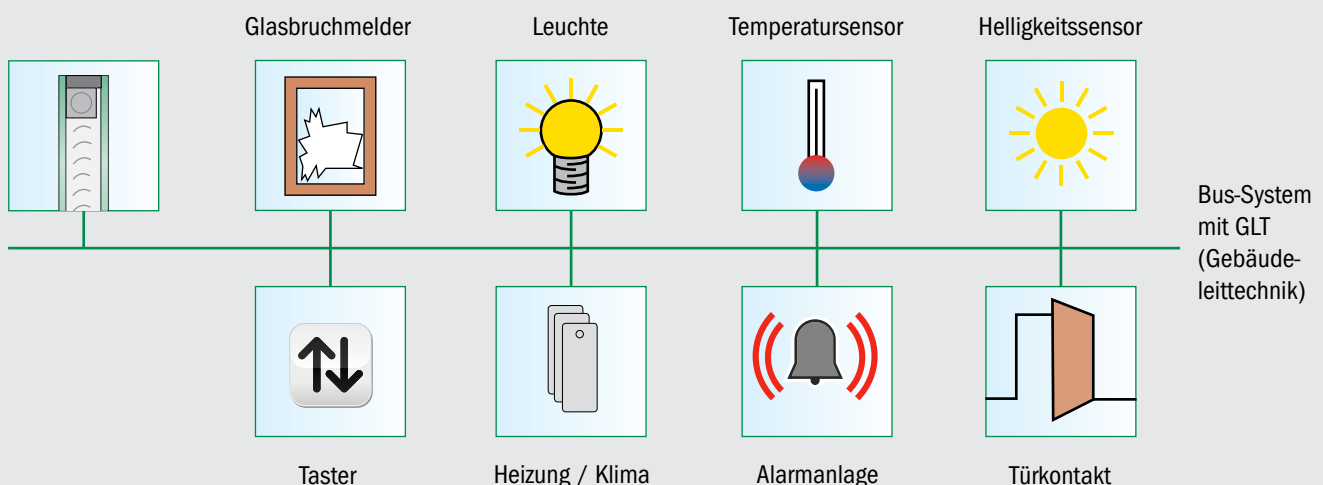 Glasbruchmelder
Leuchte
Temperatursensor
Helligkeitssensor
Bus-System
mit GLT
(Gebäude-
leittechnik)
Taster
Heizung / Klima
Alarmanlage
Türkontakt